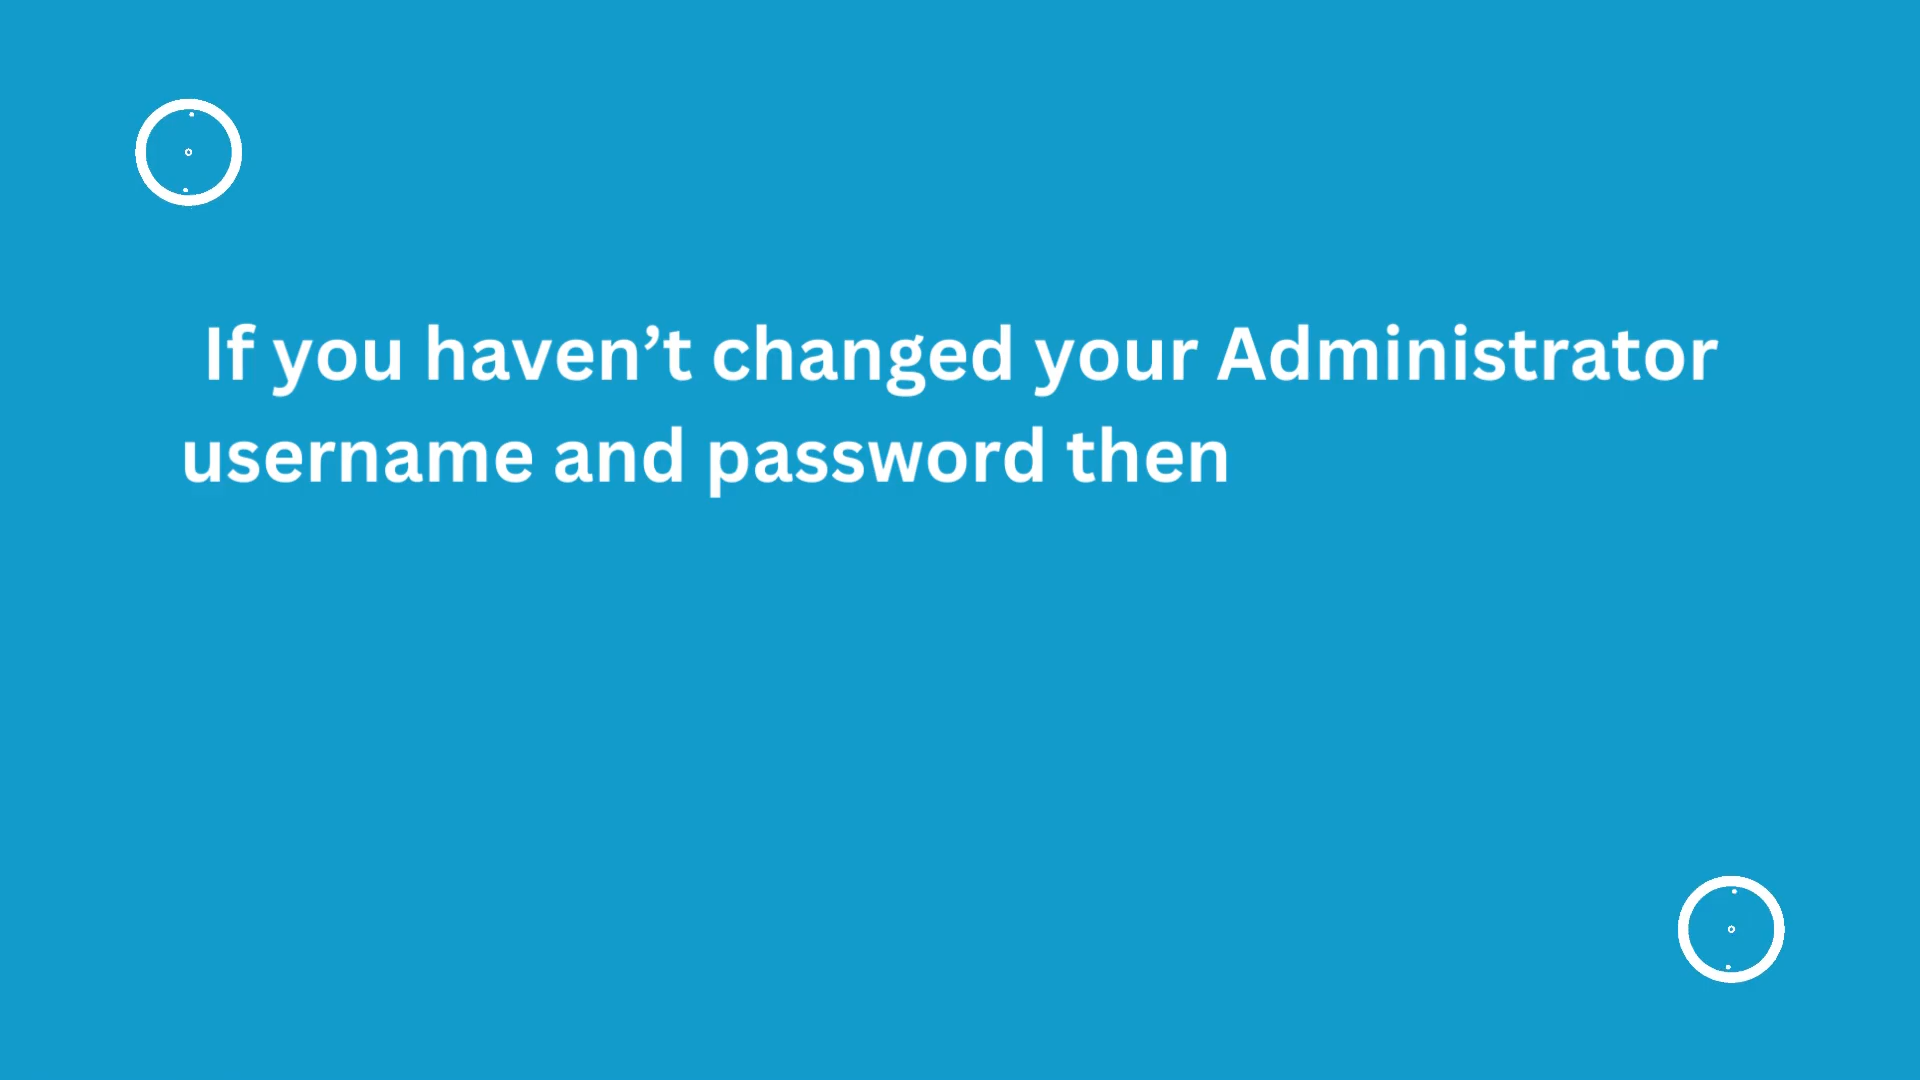 If you haven’t changed your Administrator
username and password then